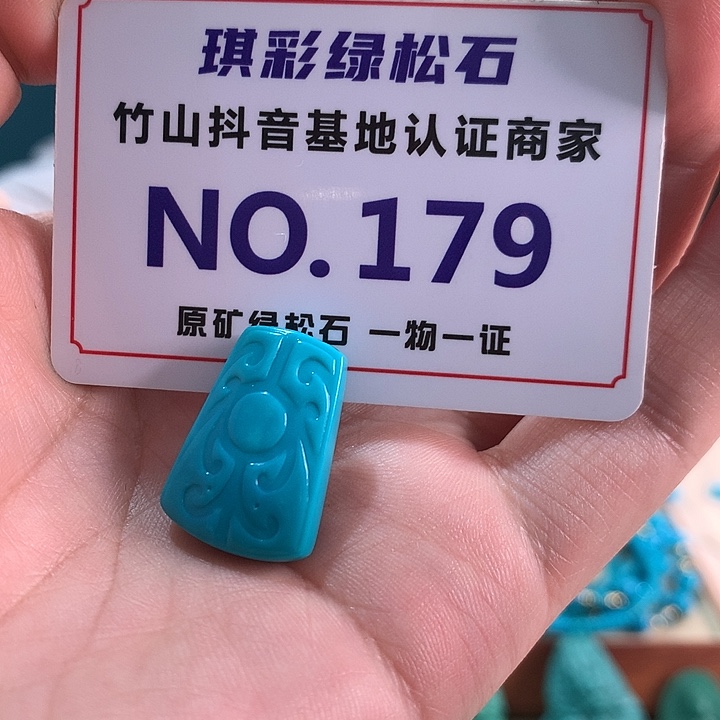 琪彩绿松石
竹山抖音基地认证商家
NO.179
原矿绿松石 一物一证